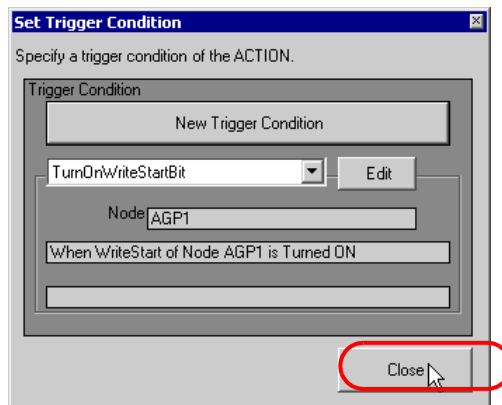 Set Trigger Condition
Specify a trigger condition of the ACTION.
Trigger Condition
New Trigger Condition
TurnOnWriteStartBit
Edit
Node AGP1
When WriteStart of Node AGP1 is Turned ON
Close